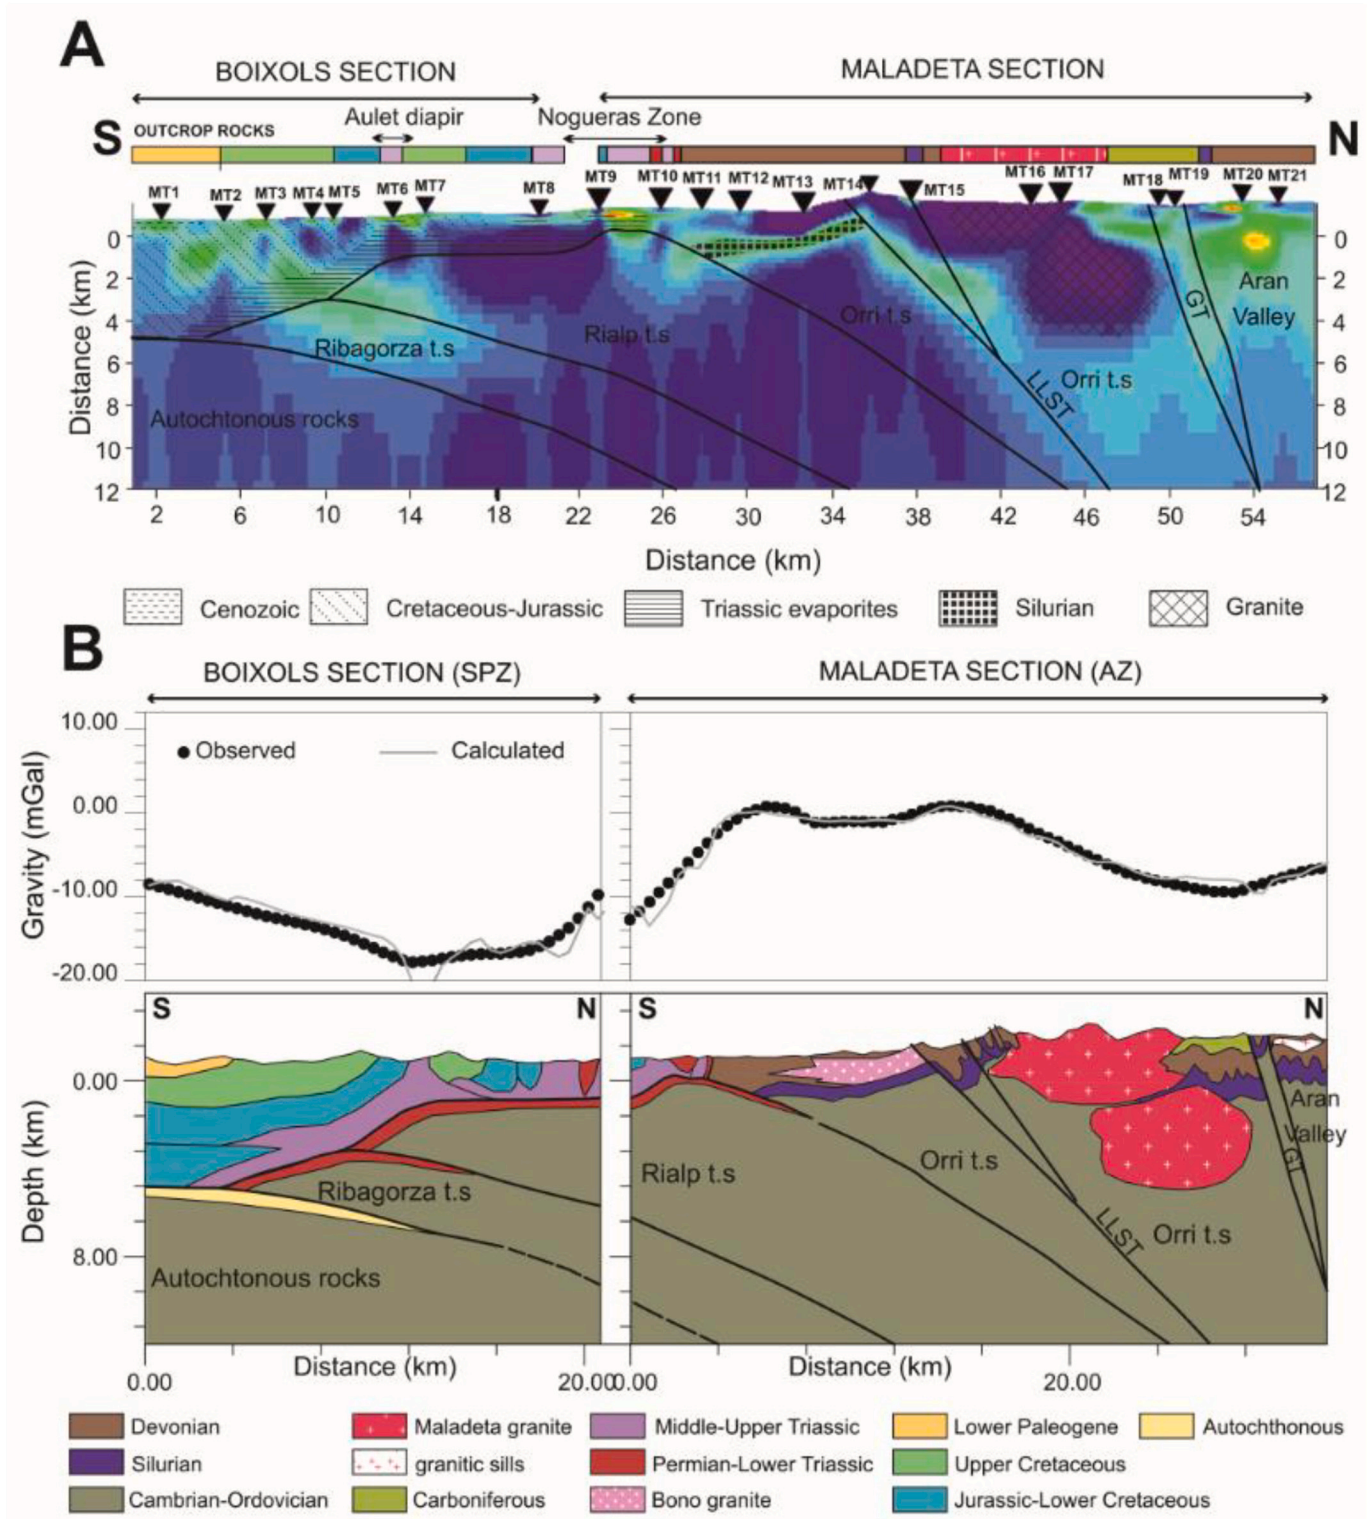 A
BOIXOLS SECTION
MALADETA SECTION
Aulet diapir
Nogueras Zone
S
OUTCROP ROCKS
N
MT1 MT2 MT3 MT4 MT5 MT6 MT7 MT8 MT9 MT10 MT11 MT12 MT13 MT14 MT15 MT16 MT17 MT18 MT19 MT20 MT21
Distance (km)
0
2
4
6
8
10
12
0
2
4
6
8
10
12
Ribagorza t.s
Rialp t.s
Orri t.s
Orri t.s
LLST
GT
Aran
Valley
Autochtonous rocks
2 6 10 14 18 22 26 30 34 38 42 46 50 54
Distance (km)
Cenozoic Cretaceous-Jurassic Triassic evaporites Silurian Granite
B
BOIXOLS SECTION (SPZ)
MALADETA SECTION (AZ)
Gravity (mGal)
10.00
0.00
-10.00
-20.00
Observed Calculated
S N S N
Depth (km)
0.00
8.00
Ribagorza t.s
Autochtonous rocks
Rialp t.s
Orri t.s
LLST
Orri t.s
Aran
Valley
GT
Distance (km) Distance (km)
0.00 20.00 0.00 20.00
Devonian Maladeta granite Middle-Upper Triassic Lower Paleogene Autochthonous
Silurian granitic sills Permian-Lower Triassic Upper Cretaceous
Cambrian-Ordovician Carboniferous Bono granite Jurassic-Lower Cretaceous